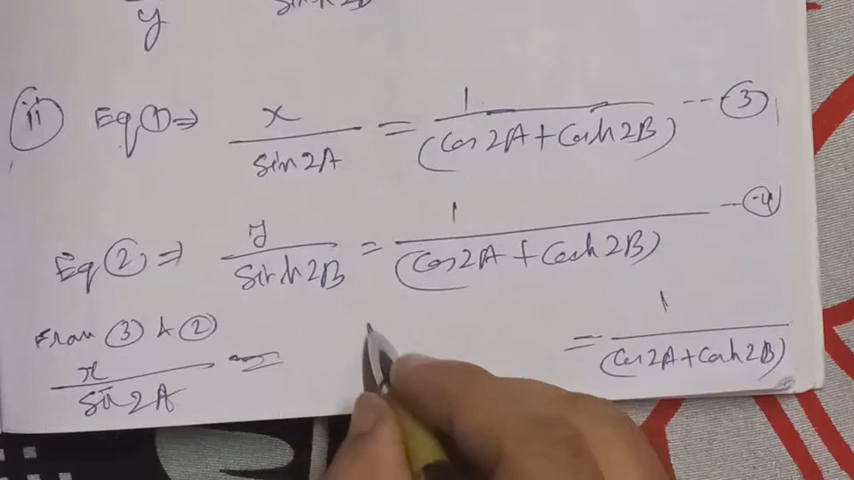 y
(ii) Eq ① ⇒ x / sin2A = 1 / (Cos2A + Cosh2B) --- ③
Eq ② ⇒ y / Sinh2B = 1 / (Cos2A + Cosh2B) -- ④
From ③ & ②
x / Sin2A = = 1 / (Cos2A + Cosh2B)